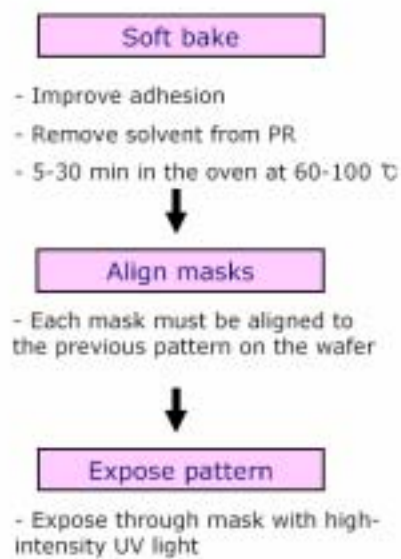 Soft bake
- Improve adhesion
- Remove solvent from PR
- 5-30 min in the oven at 60-100 ℃
Align masks
- Each mask must be aligned to
the previous pattern on the wafer
Expose pattern
- Expose through mask with high-
intensity UV light